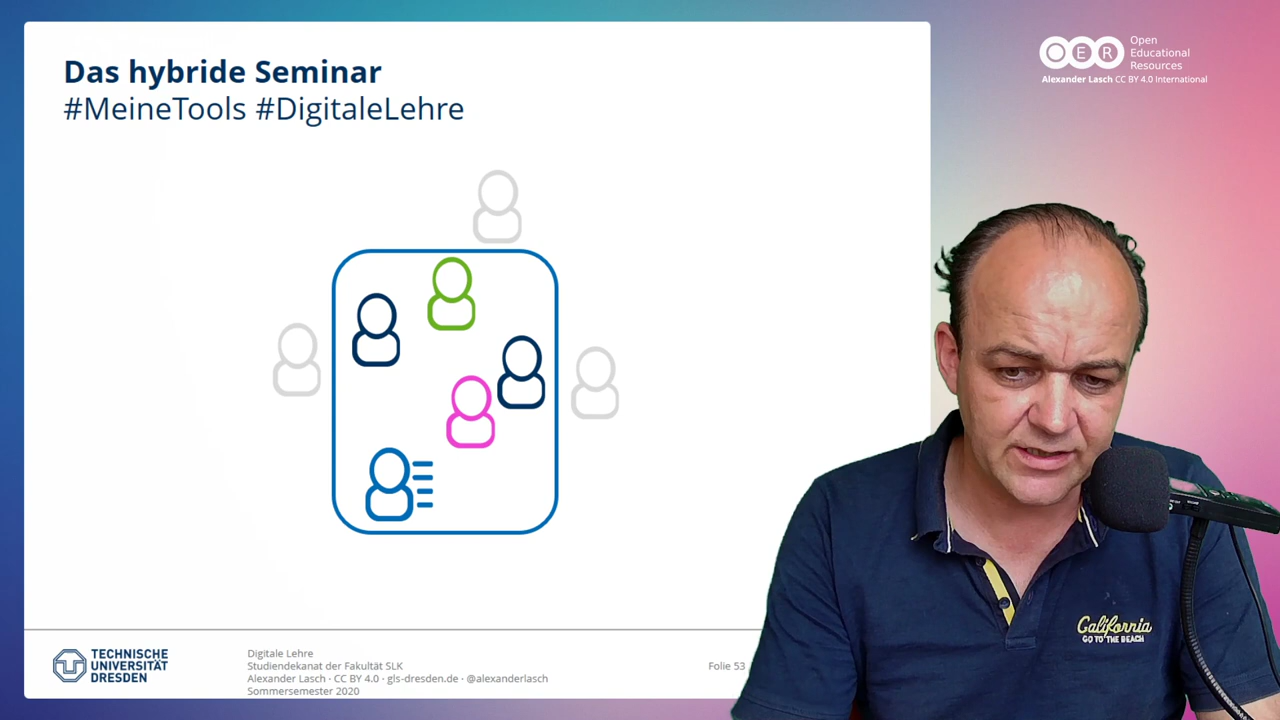 Das hybride Seminar
#MeineTools #DigitaleLehre
OER
Open
Educational
Resources
Alexander Lasch CC BY 4.0 International
TECHNISCHE
UNIVERSITÄT
DRESDEN
Digitale Lehre
Studiendekanat der Fakultät SLK
Alexander Lasch · CC BY 4.0 · gls-dresden.de · @alexanderlasch
Sommersemester 2020
Folie 53
California
GO TO THE BEACH